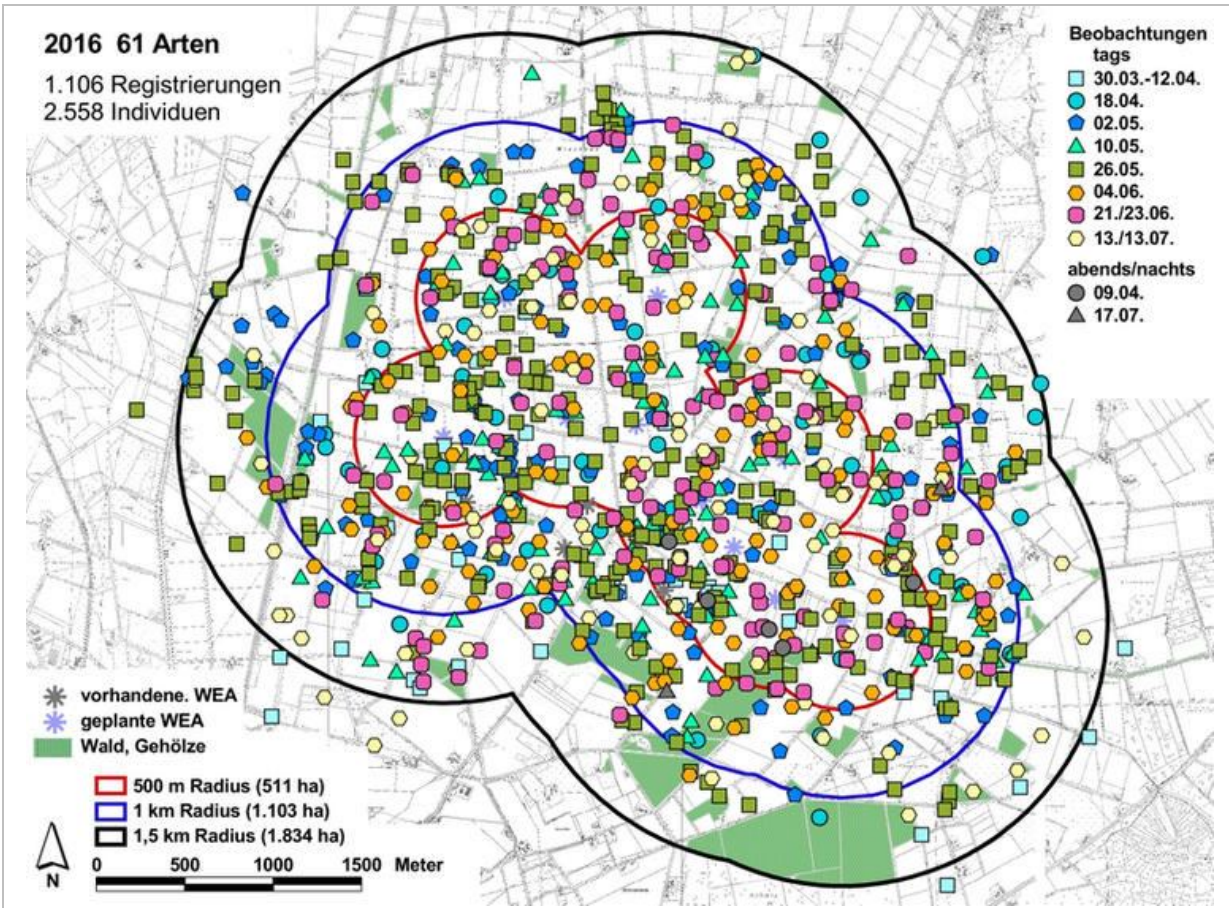 2016 61 Arten
1.106 Registrierungen
2.558 Individuen
Beobachtungen
tags
30.03.-12.04.
18.04.
02.05.
10.05.
26.05.
04.06.
21./23.06.
13./13.07.
abends/nachts
09.04.
17.07.
vorhandene. WEA
geplante WEA
Wald, Gehölze
500 m Radius (511 ha)
1 km Radius (1.103 ha)
1,5 km Radius (1.834 ha)
N
0 500 1000 1500 Meter